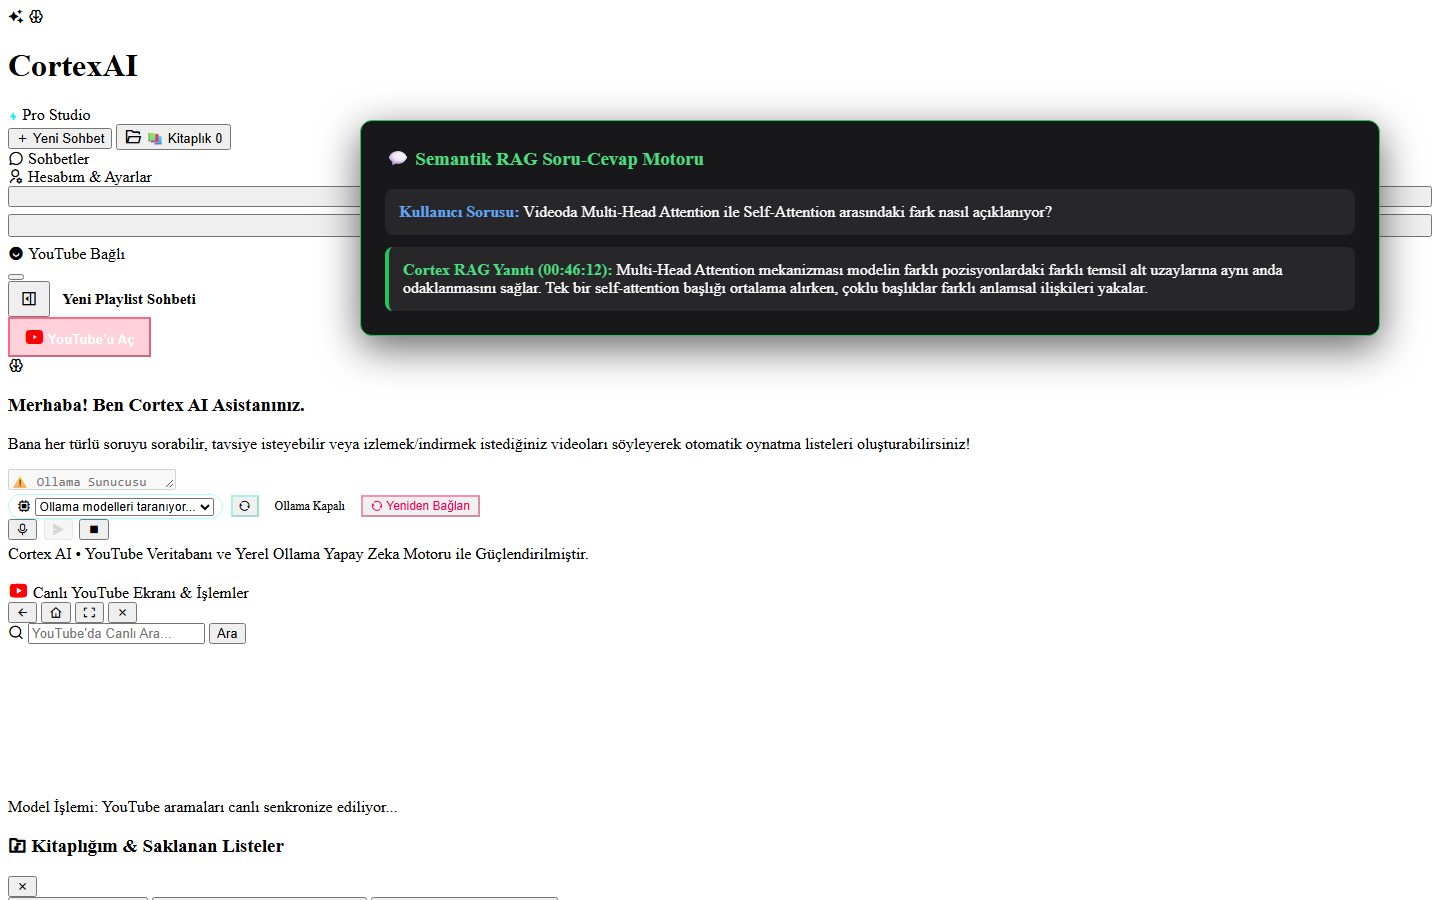 CortexAI
Pro Studio
+ Yeni Sohbet
Kitaplık 0
Sohbetler
Hesabım & Ayarlar
YouTube Bağlı
Yeni Playlist Sohbeti
YouTube'u Aç
Semantik RAG Soru-Cevap Motoru
Kullanıcı Sorusu: Videoda Multi-Head Attention ile Self-Attention arasındaki fark nasıl açıklanıyor?
Cortex RAG Yanıtı (00:46:12): Multi-Head Attention mekanizması modelin farklı pozisyonlardaki farklı temsil alt uzaylarına aynı anda
odaklanmasını sağlar. Tek bir self-attention başlığı ortalama alırken, çoklu başlıklar farklı anlamsal ilişkileri yakalar.
Merhaba! Ben Cortex AI Asistanınız.
Bana her türlü soruyu sorabilir, tavsiye isteyebilir veya izlemek/indirmek istediğiniz videoları söyleyerek otomatik oynatma listeleri oluşturabilirsiniz!
Ollama Sunucusu
Ollama modelleri taranıyor...
Ollama Kapalı
Yeniden Bağlan
Cortex AI • YouTube Veritabanı ve Yerel Ollama Yapay Zeka Motoru ile Güçlendirilmiştir.
Canlı YouTube Ekranı & İşlemler
YouTube'da Canlı Ara...
Ara
Model İşlemi: YouTube aramaları canlı senkronize ediliyor...
Kitaplığım & Saklanan Listeler